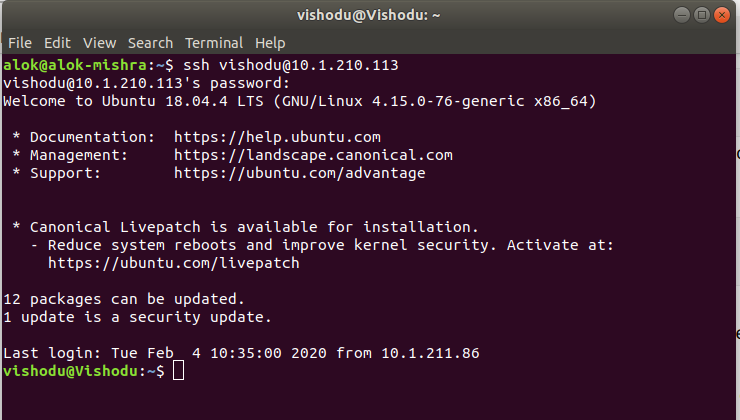 vishodu@Vishodu: ~
File Edit View Search Terminal Help
alok@alok-mishra:~$ ssh vishodu@10.1.210.113
vishodu@10.1.210.113's password:
Welcome to Ubuntu 18.04.4 LTS (GNU/Linux 4.15.0-76-generic x86_64)
* Documentation:  https://help.ubuntu.com
* Management:     https://landscape.canonical.com
* Support:        https://ubuntu.com/advantage
* Canonical Livepatch is available for installation.
- Reduce system reboots and improve kernel security. Activate at:
https://ubuntu.com/livepatch
12 packages can be updated.
1 update is a security update.
Last login: Tue Feb  4 10:35:00 2020 from 10.1.211.86
vishodu@Vishodu:~$